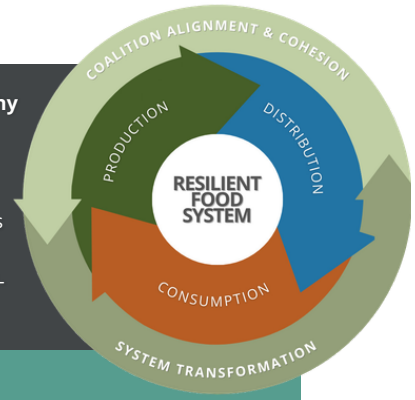 COALITION ALIGNMENT & COHESION
PRODUCTION
DISTRIBUTION
RESILIENT
FOOD
SYSTEM
CONSUMPTION
SYSTEM TRANSFORMATION